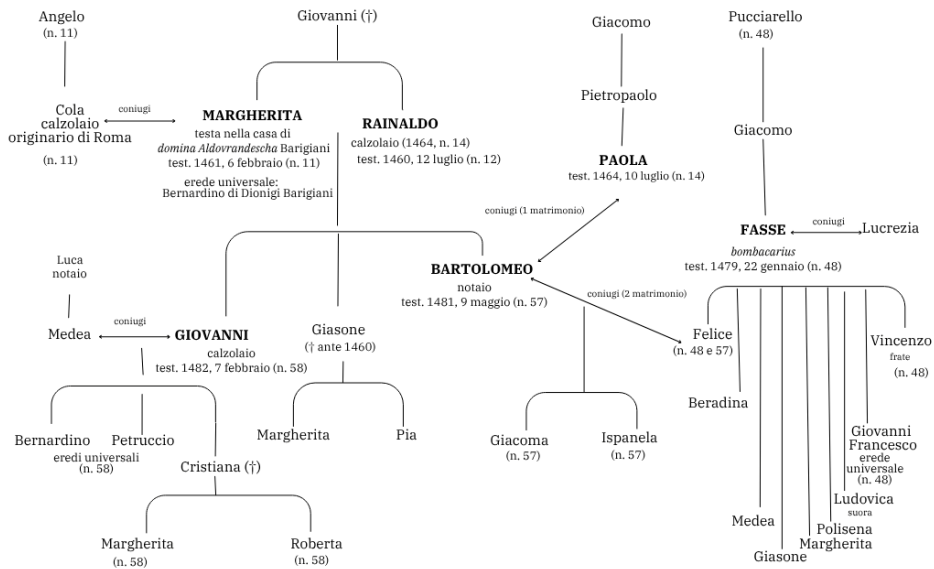 Angelo
(n. 11)
Giovanni (†)
Giacomo
Pucciarello
(n. 48)
Pietropaolo
Cola
calzolaio
originario di Roma
(n. 11)
coniugi
MARGHERITA
testa nella casa di
domina Aldovrandescha Barigiani
test. 1461, 6 febbraio (n. 11)
erede universale:
Bernardino di Dionigi Barigiani
RAINALDO
calzolaio (1464, n. 14)
test. 1460, 12 luglio (n. 12)
Giacomo
PAOLA
test. 1464, 10 luglio (n. 14)
coniugi (1 matrimonio)
FASSE
coniugi
Lucrezia
bombacarius
test. 1479, 22 gennaio (n. 48)
Luca
notaio
BARTOLOMEO
notaio
test. 1481, 9 maggio (n. 57)
coniugi (2 matrimonio)
Medea
coniugi
GIOVANNI
calzolaio
test. 1482, 7 febbraio (n. 58)
Giasone
(† ante 1460)
Felice
(n. 48 e 57)
Vincenzo
frate
(n. 48)
Beradina
Bernardino
Petruccio
eredi universali
(n. 58)
Cristiana (†)
Margherita
Pia
Giacoma
(n. 57)
Ispanela
(n. 57)
Giovanni
Francesco
erede
universale
(n. 48)
Ludovica
suora
Medea
Polisena
Margherita
Giasone
Margherita
(n. 58)
Roberta
(n. 58)